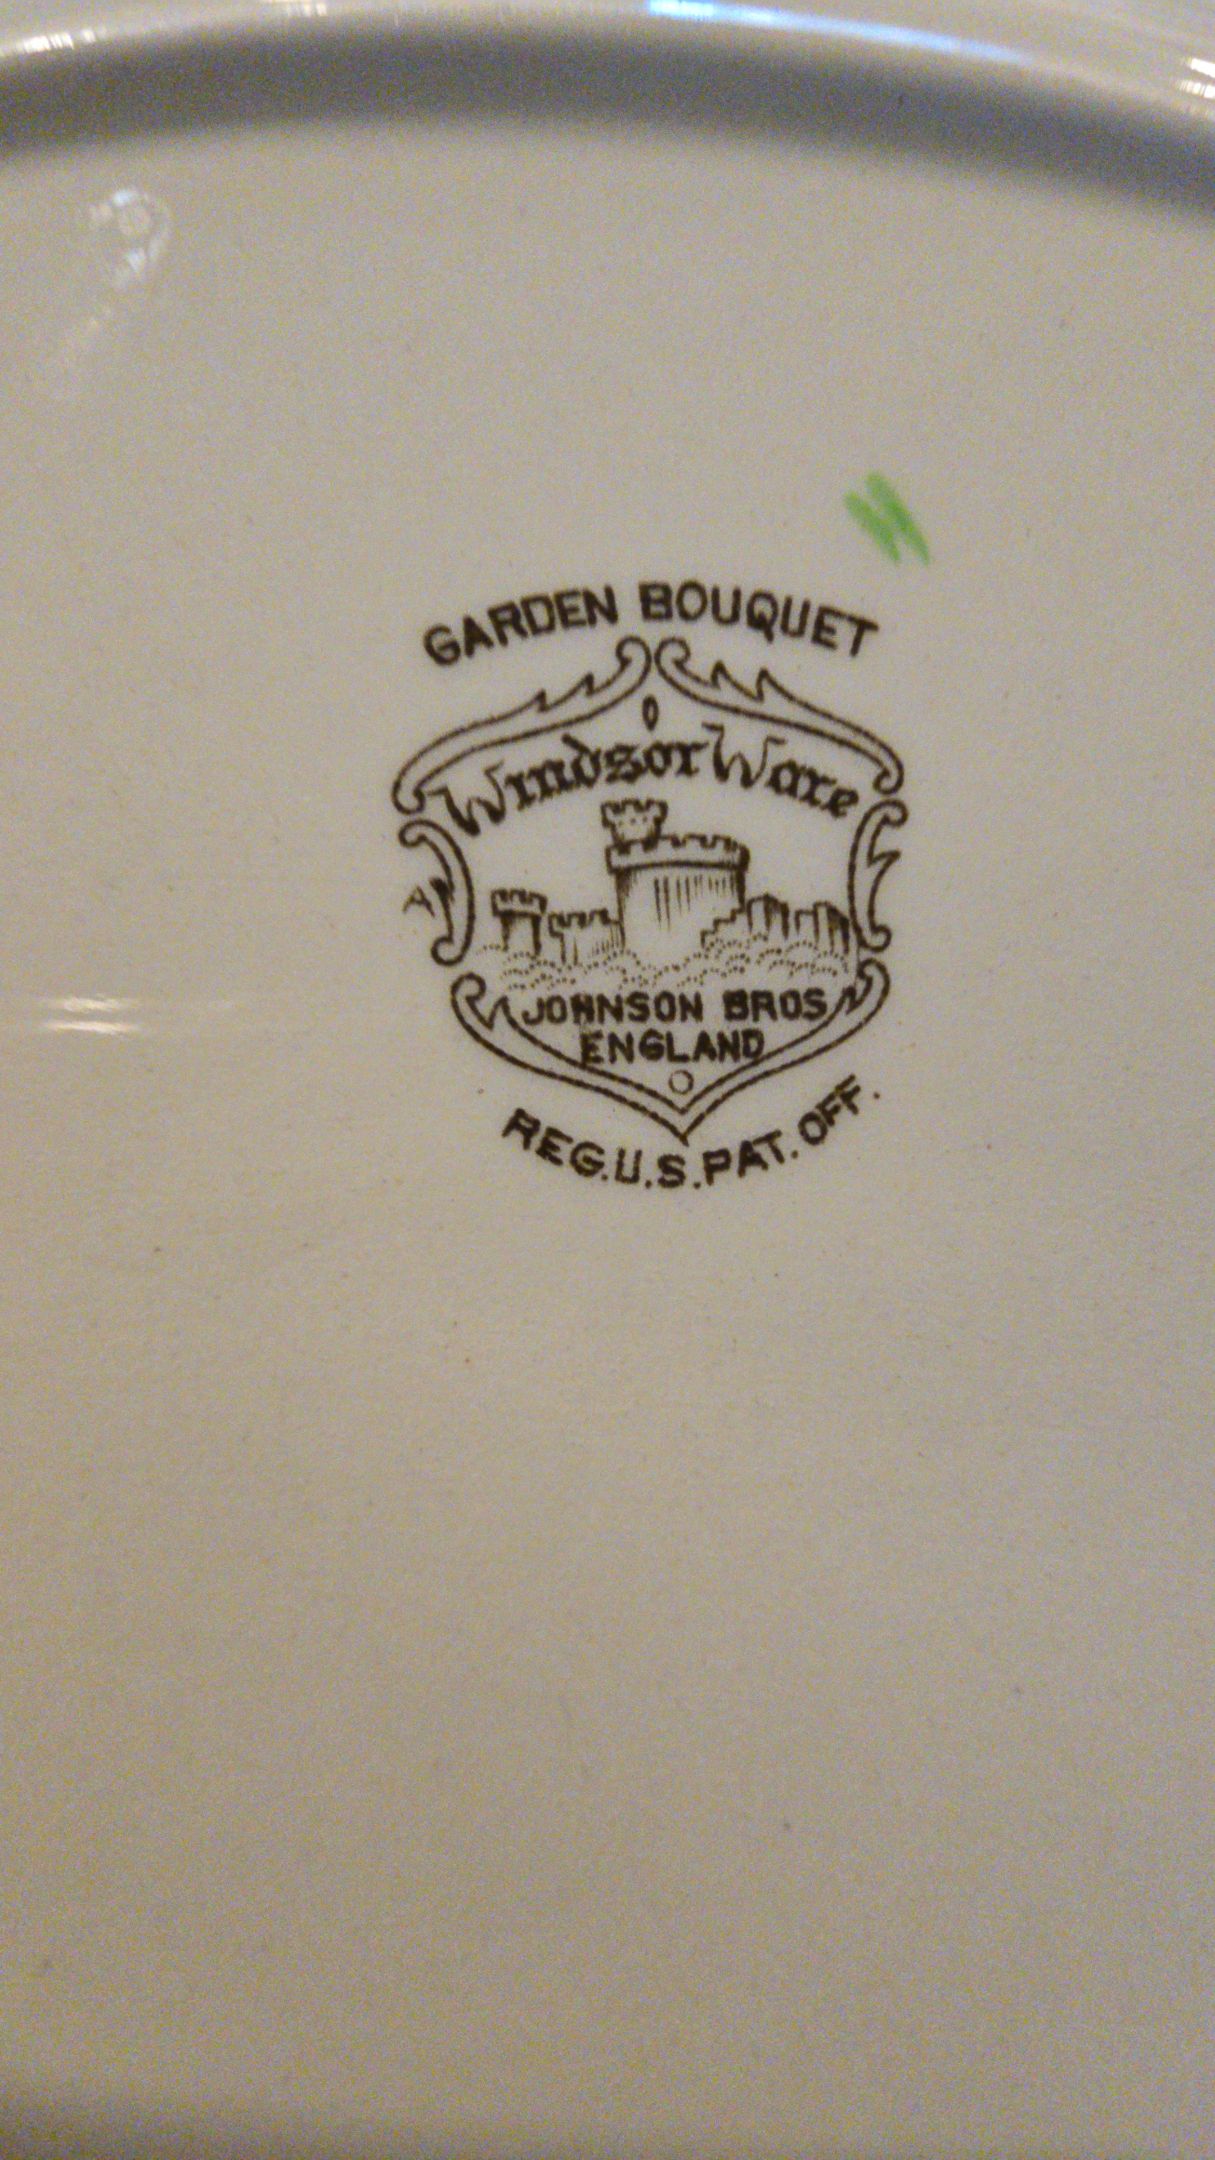 GARDEN BOUQUET
Windsor Ware
A
JOHNSON BROS
ENGLAND
REG.U.S.PAT.OFF.